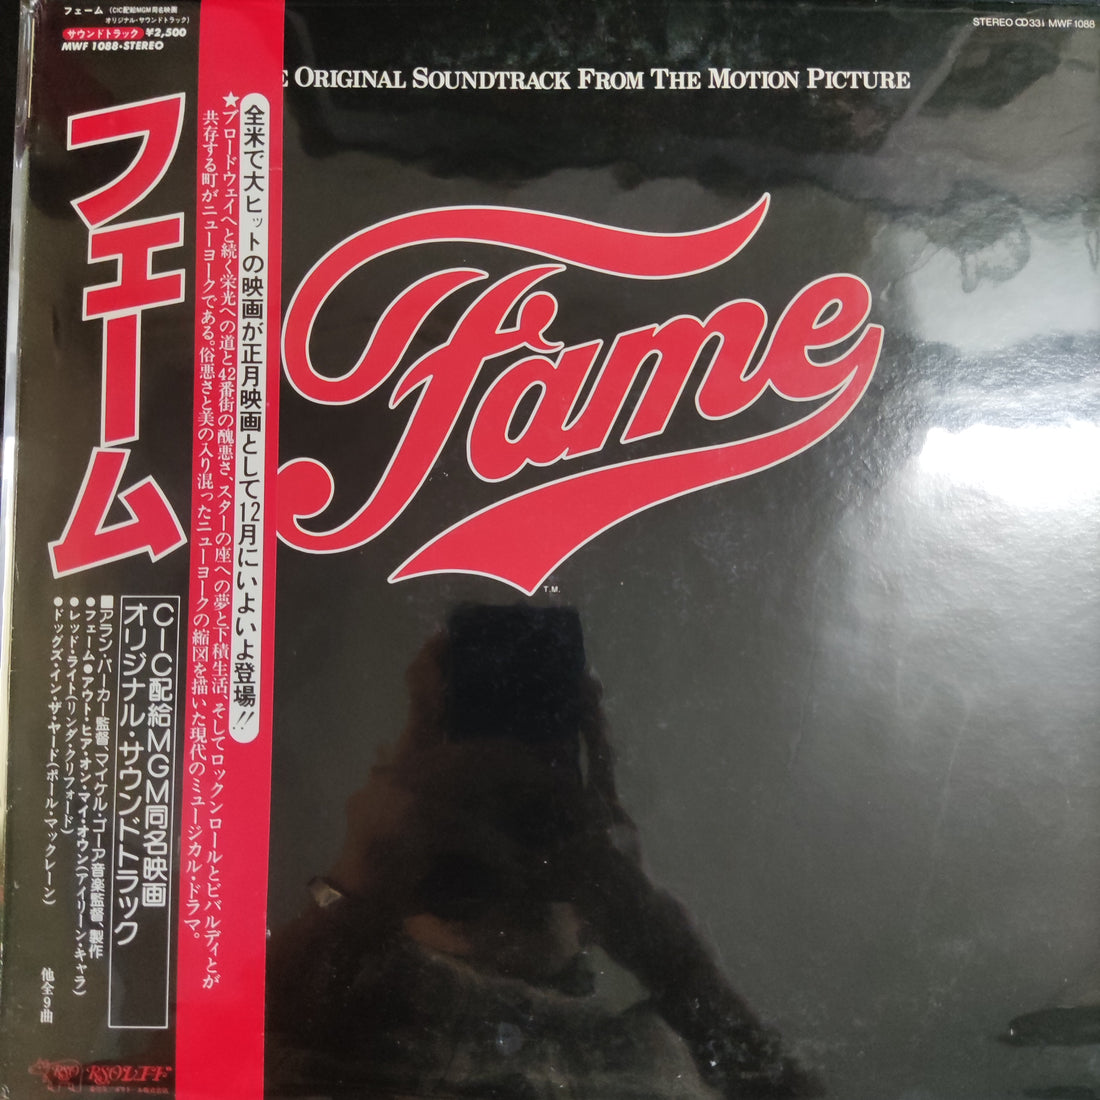 フェーム (CIC配給MGM同名映画
オリジナル・サウンドトラック)
サウンドトラック ¥2,500
MWF 1088・STEREO
STEREO 33⅓ MWF 1088
ORIGINAL SOUNDTRACK FROM THE MOTION PICTURE
Fame
T.M.
全米で大ヒットの映画が正月映画として12月にいよいよ登場!!
★ブロードウェイへと続く栄光への道と42番街の醜悪さ、スターの座への夢と下積生活、そしてロックンロールとビバルディとが
共存する町がニューヨークである。俗悪さと美の入り混ったニューヨークの縮図を描いた現代のミュージカル・ドラマ。
フェーム
CIC配給MGM同名映画
オリジナル・サウンドトラック
■アラン・パーカー監督、マイケル・ゴーア音楽監督、製作
●フェーム●アウト・ヒア・オン・マイ・オウン(アイリーン・キャラ)
●レッド・ライト(リンダ・クリフォード)
●ドッグズ・イン・ザ・ヤード(ポール・マックレーン)
他全9曲
RSO RSOレコード